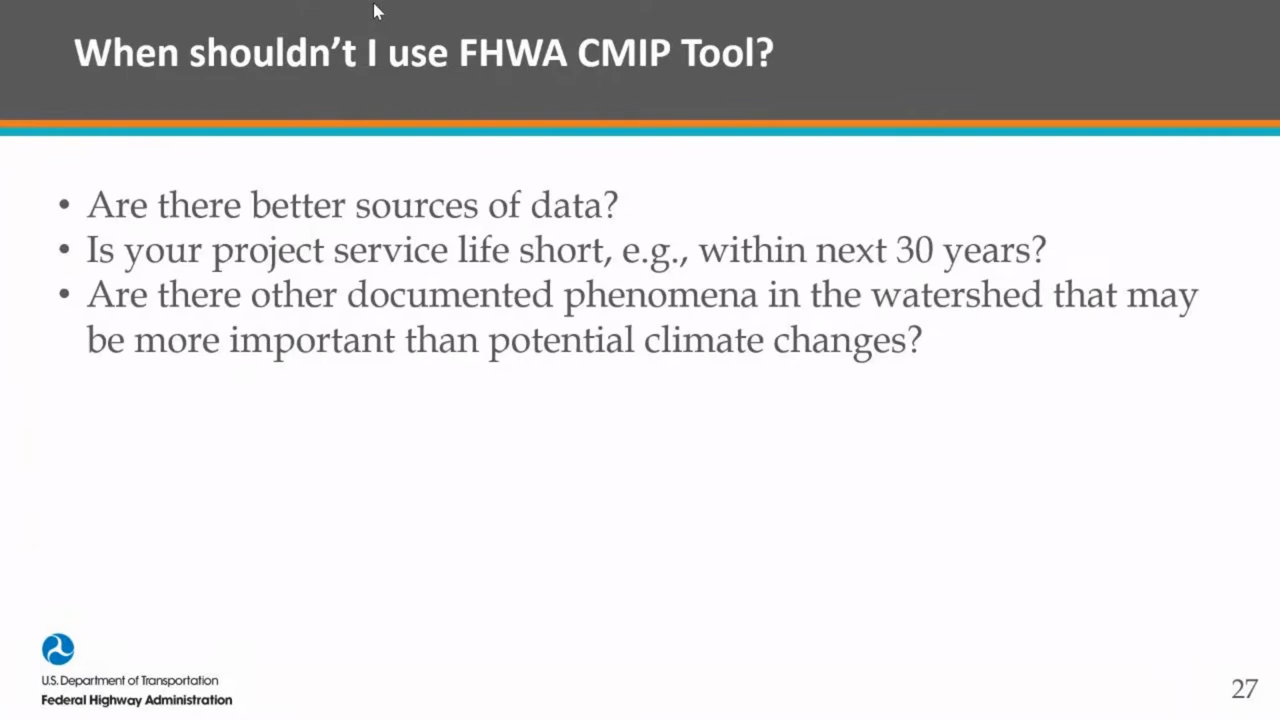 When shouldn’t I use FHWA CMIP Tool?
• Are there better sources of data?
• Is your project service life short, e.g., within next 30 years?
• Are there other documented phenomena in the watershed that may
be more important than potential climate changes?
U.S. Department of Transportation
Federal Highway Administration
27